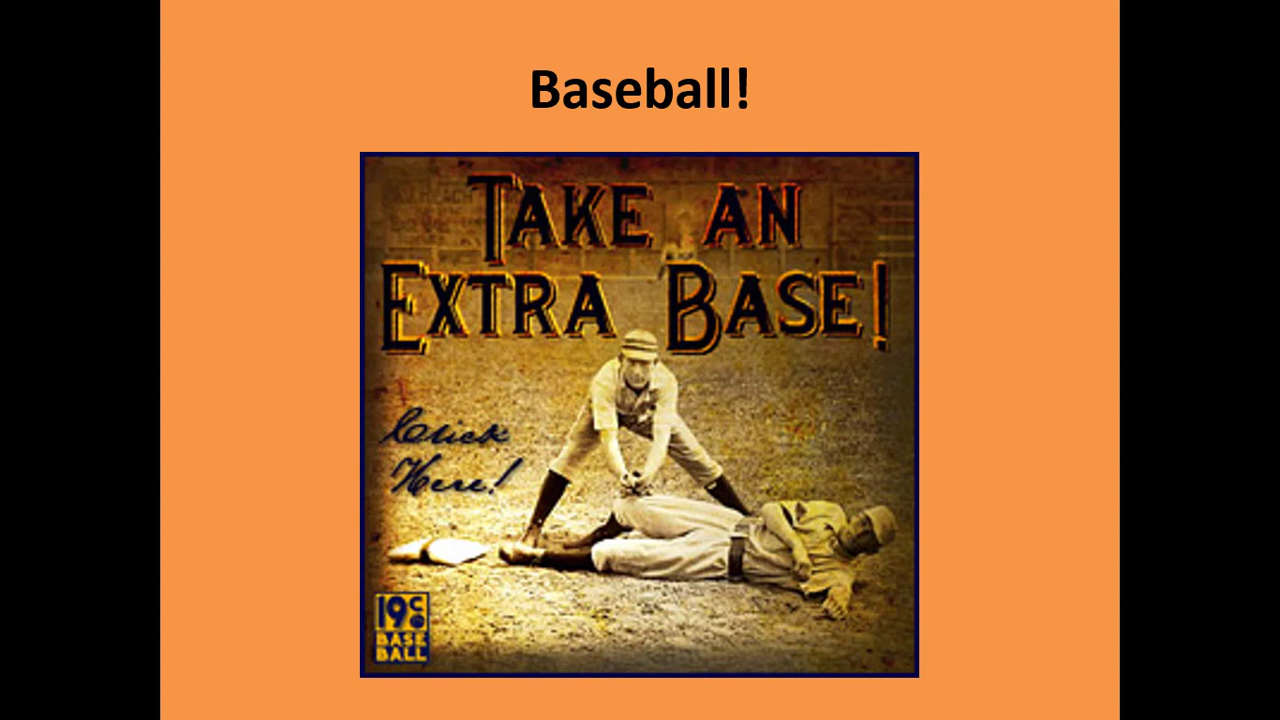 Baseball!
TAKE AN
EXTRA BASE!
Click
Here!
19C
BASE
BALL